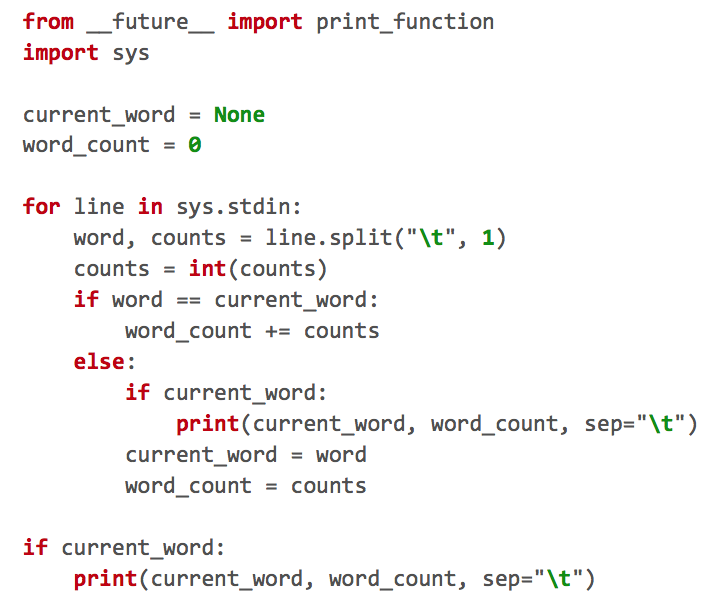 from __future__ import print_function
import sys

current_word = None
word_count = 0

for line in sys.stdin:
    word, counts = line.split("\t", 1)
    counts = int(counts)
    if word == current_word:
        word_count += counts
    else:
        if current_word:
            print(current_word, word_count, sep="\t")
        current_word = word
        word_count = counts

if current_word:
    print(current_word, word_count, sep="\t")